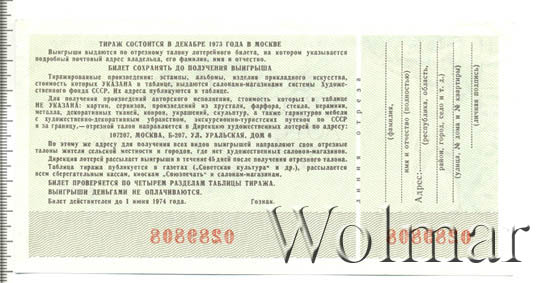 ТИРАЖ СОСТОИТСЯ В ДЕКАБРЕ 1973 ГОДА В МОСКВЕ
Выигрыши выдаются по отрезному талону лотерейного билета, на котором указывается
подробный почтовый адрес владельца, его фамилия, имя и отчество.
БИЛЕТ СОХРАНЯТЬ ДО ПОЛУЧЕНИЯ ВЫИГРЫША
Тиражированные произведения: эстампы, альбомы, изделия прикладного искусства,
стоимость которых УКАЗАНА в таблице, выдаются салонами-магазинами системы Художе-
ственного фонда СССР. Их адреса публикуются в таблице.
Для получения произведений авторского исполнения, стоимость которых в таблице
НЕ УКАЗАНА: картин, сервизов, произведений из хрусталя, фарфора, стекла, керамики,
металла, декоративных тканей, ковров, украшений, скульптур, а также гарнитуров мебели
с художественно-декоративным убранством, экскурсионно-туристских путевок по СССР
и за границу,—отрезной талон направляется в Дирекцию художественных лотерей по адресу:
107207, МОСКВА, Б-207, УЛ. УРАЛЬСКАЯ, ДОМ 6
По этому же адресу для получения всех видов выигрышей направляют свои отрезные
талоны жители сельской местности и городов, где нет художественных салонов-магазинов.
Дирекция лотерей рассылает выигрыши в течение 45 дней после получения отрезного талона.
Таблица тиража публикуется в газетах («Советская культура» и др.), рассылается
всем сберегательным кассам, киоскам «Союзпечать» и салонам-магазинам.
БИЛЕТ ПРОВЕРЯЕТСЯ ПО ЧЕТЫРЕМ РАЗДЕЛАМ ТАБЛИЦЫ ТИРАЖА.
ВЫИГРЫШИ ДЕНЬГАМИ НЕ ОПЛАЧИВАЮТСЯ.
Билет действителен до 1 июня 1974 года. Гознак.
линия отреза
(фамилия,
имя и отчество (полностью)
Адрес:
(республика, область,
район, город, село и т. д.)
(улица, № дома и № квартиры)
(личная подпись)
0289808
0289808
Wolmar